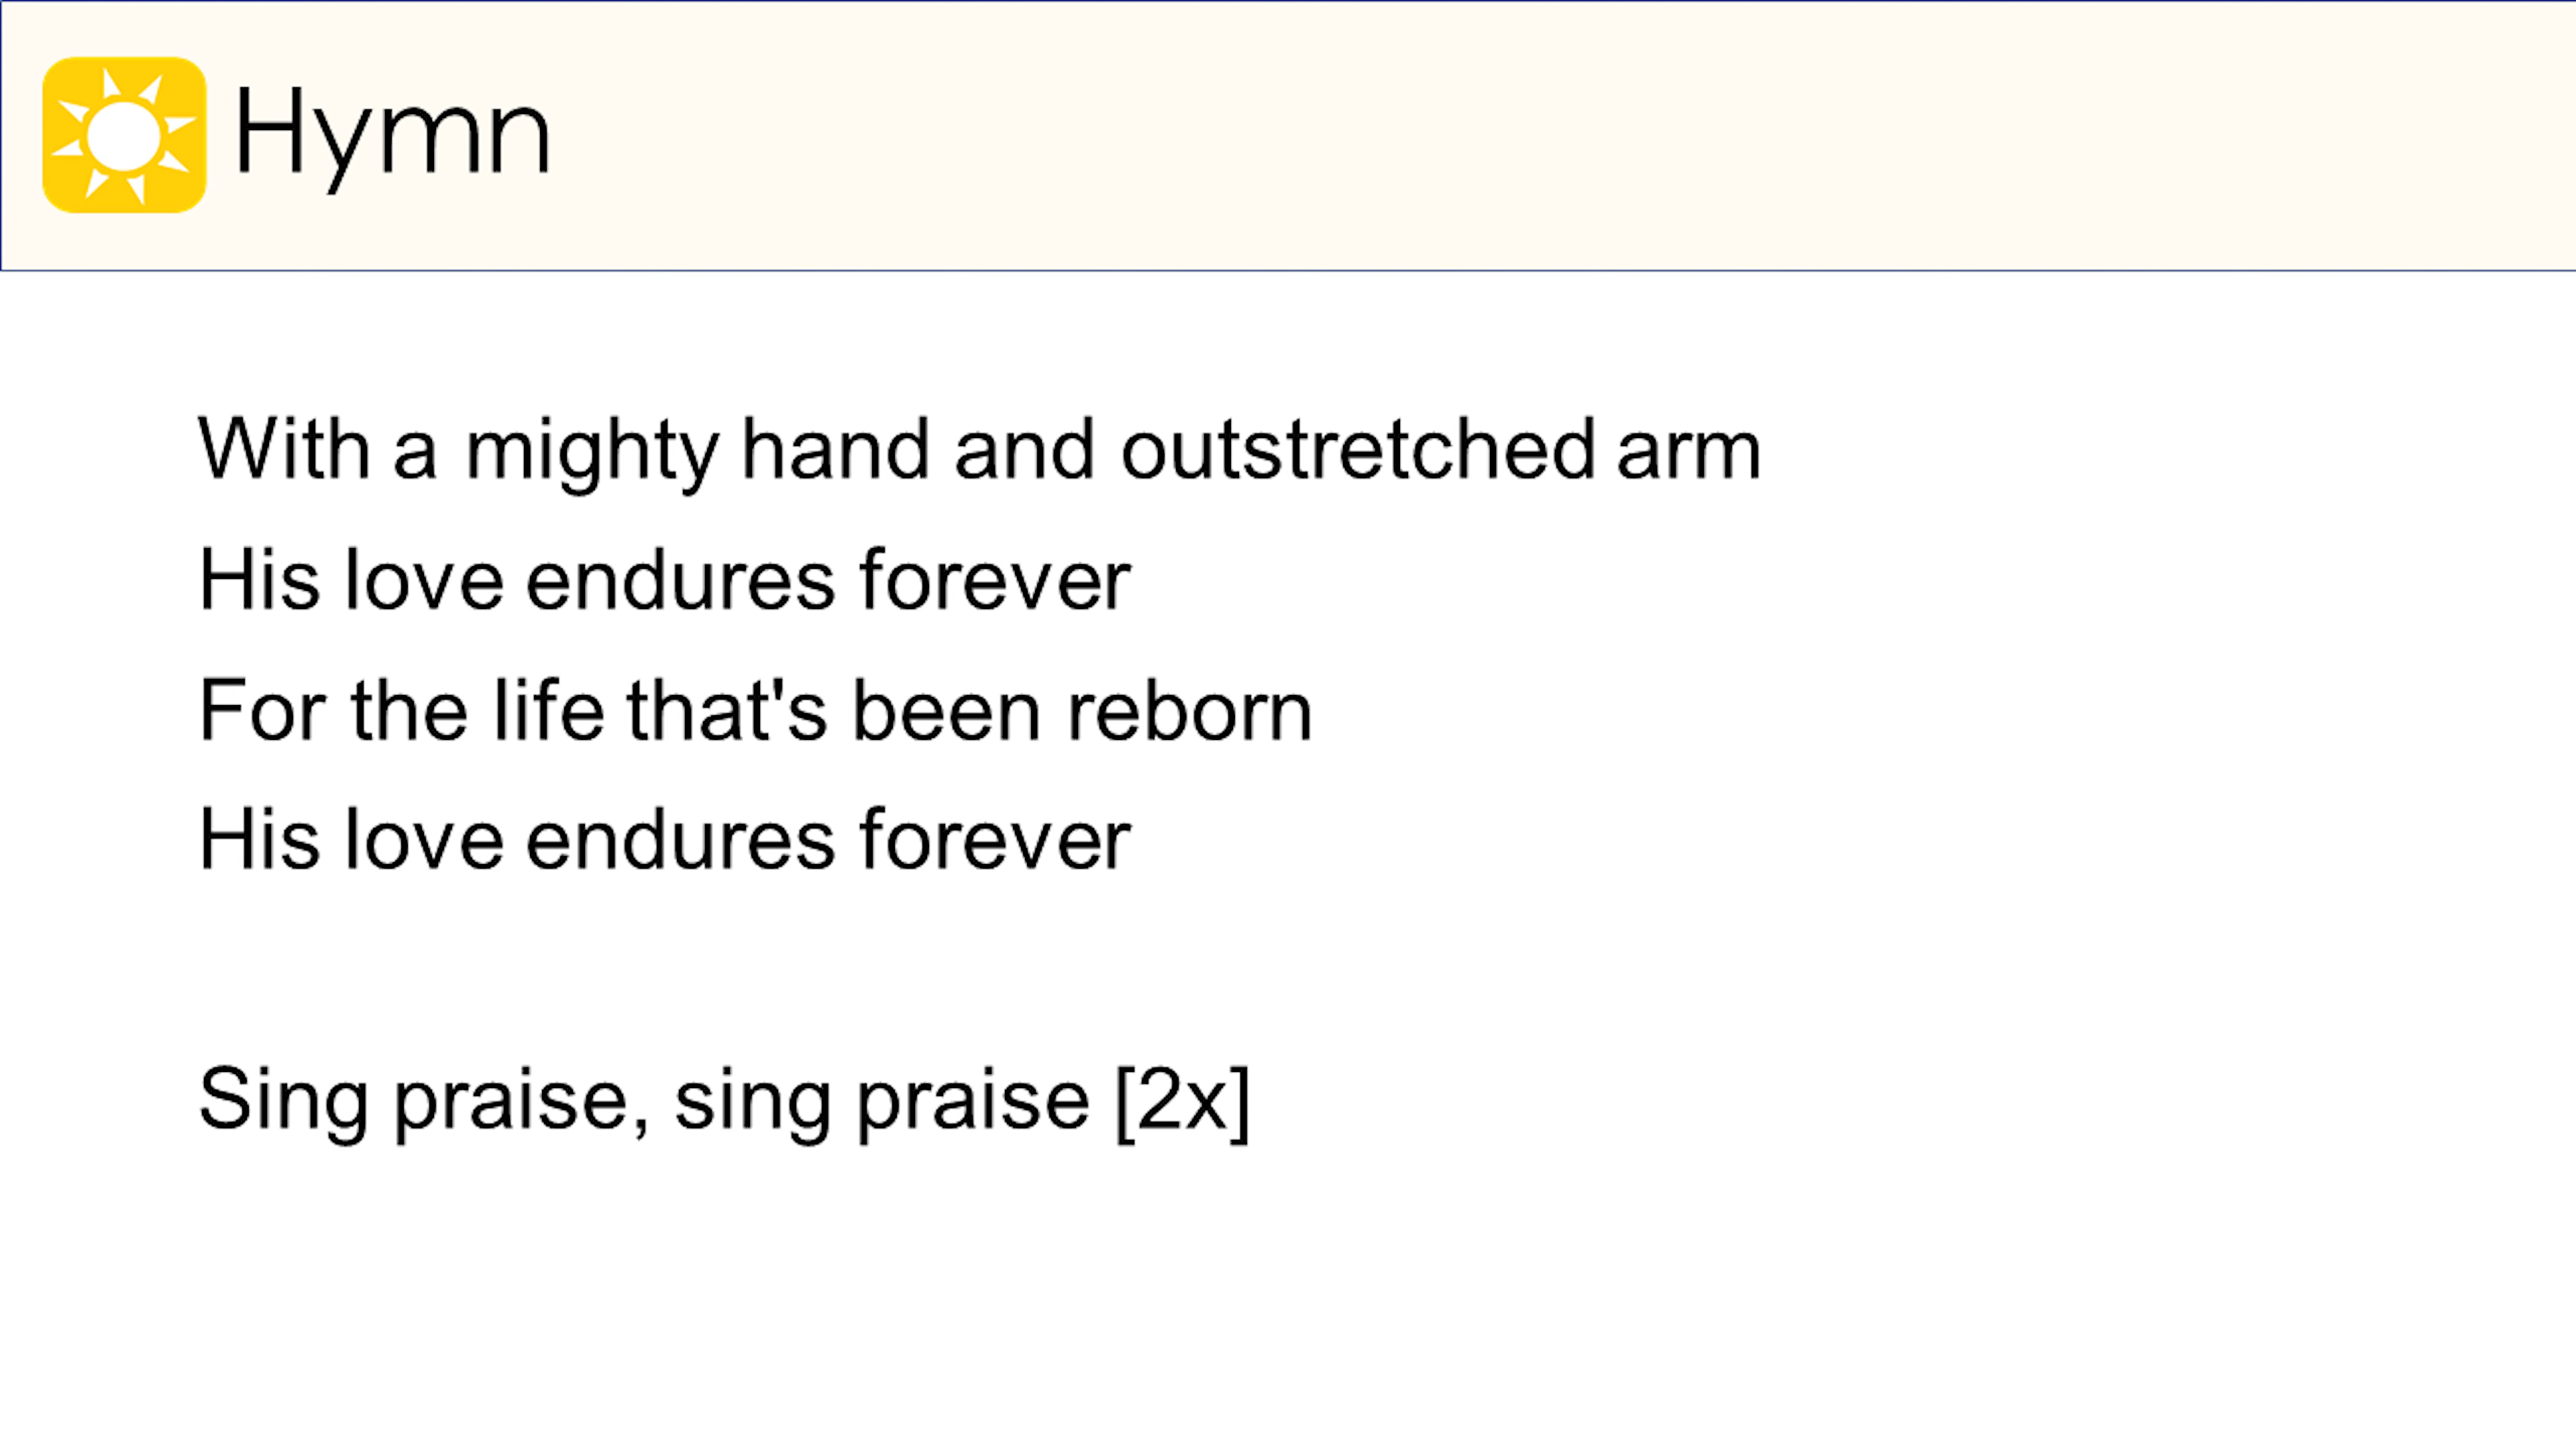 Hymn
With a mighty hand and outstretched arm
His love endures forever
For the life that's been reborn
His love endures forever
Sing praise, sing praise [2x]